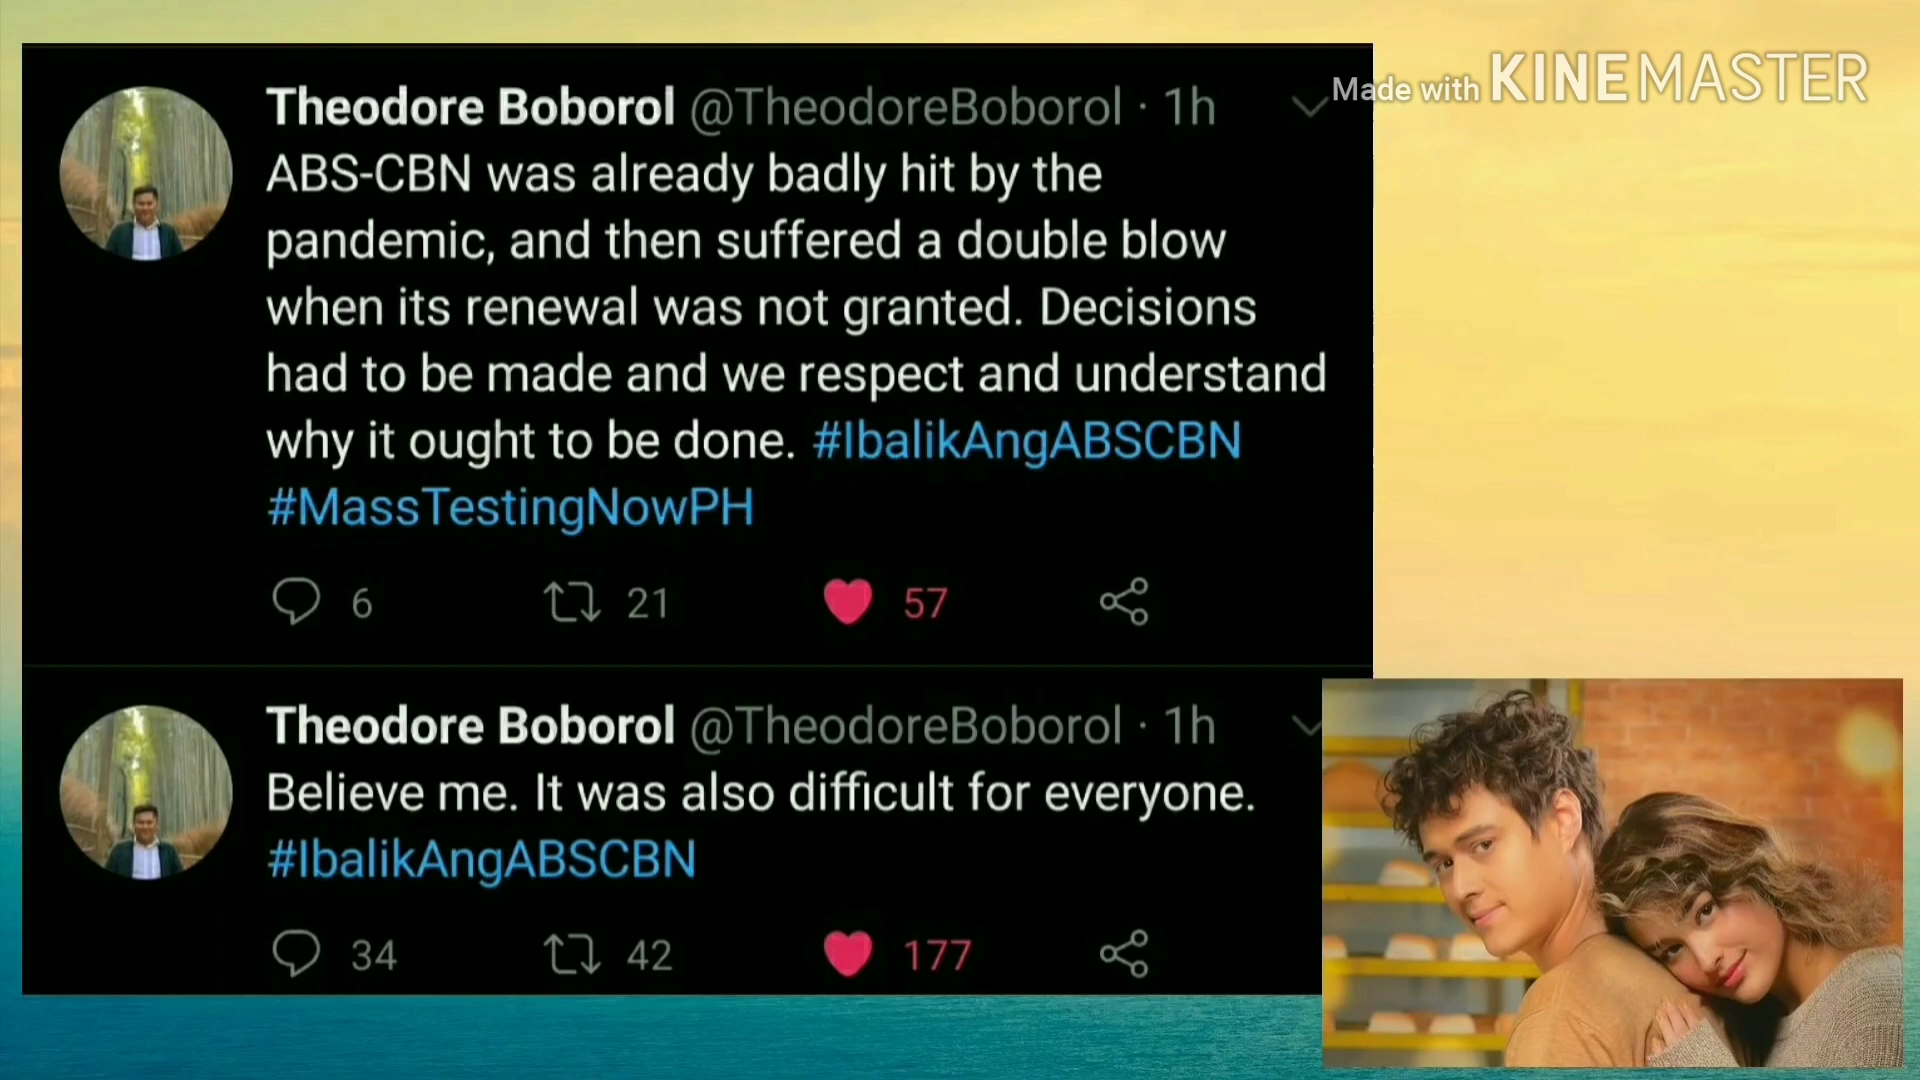 Made with KINEMASTER
Theodore Boborol @TheodoreBoborol · 1h
ABS-CBN was already badly hit by the
pandemic, and then suffered a double blow
when its renewal was not granted. Decisions
had to be made and we respect and understand
why it ought to be done. #IbalikAngABSCBN
#MassTestingNowPH
6 21 57
Theodore Boborol @TheodoreBoborol · 1h
Believe me. It was also difficult for everyone.
#IbalikAngABSCBN
34 42 177